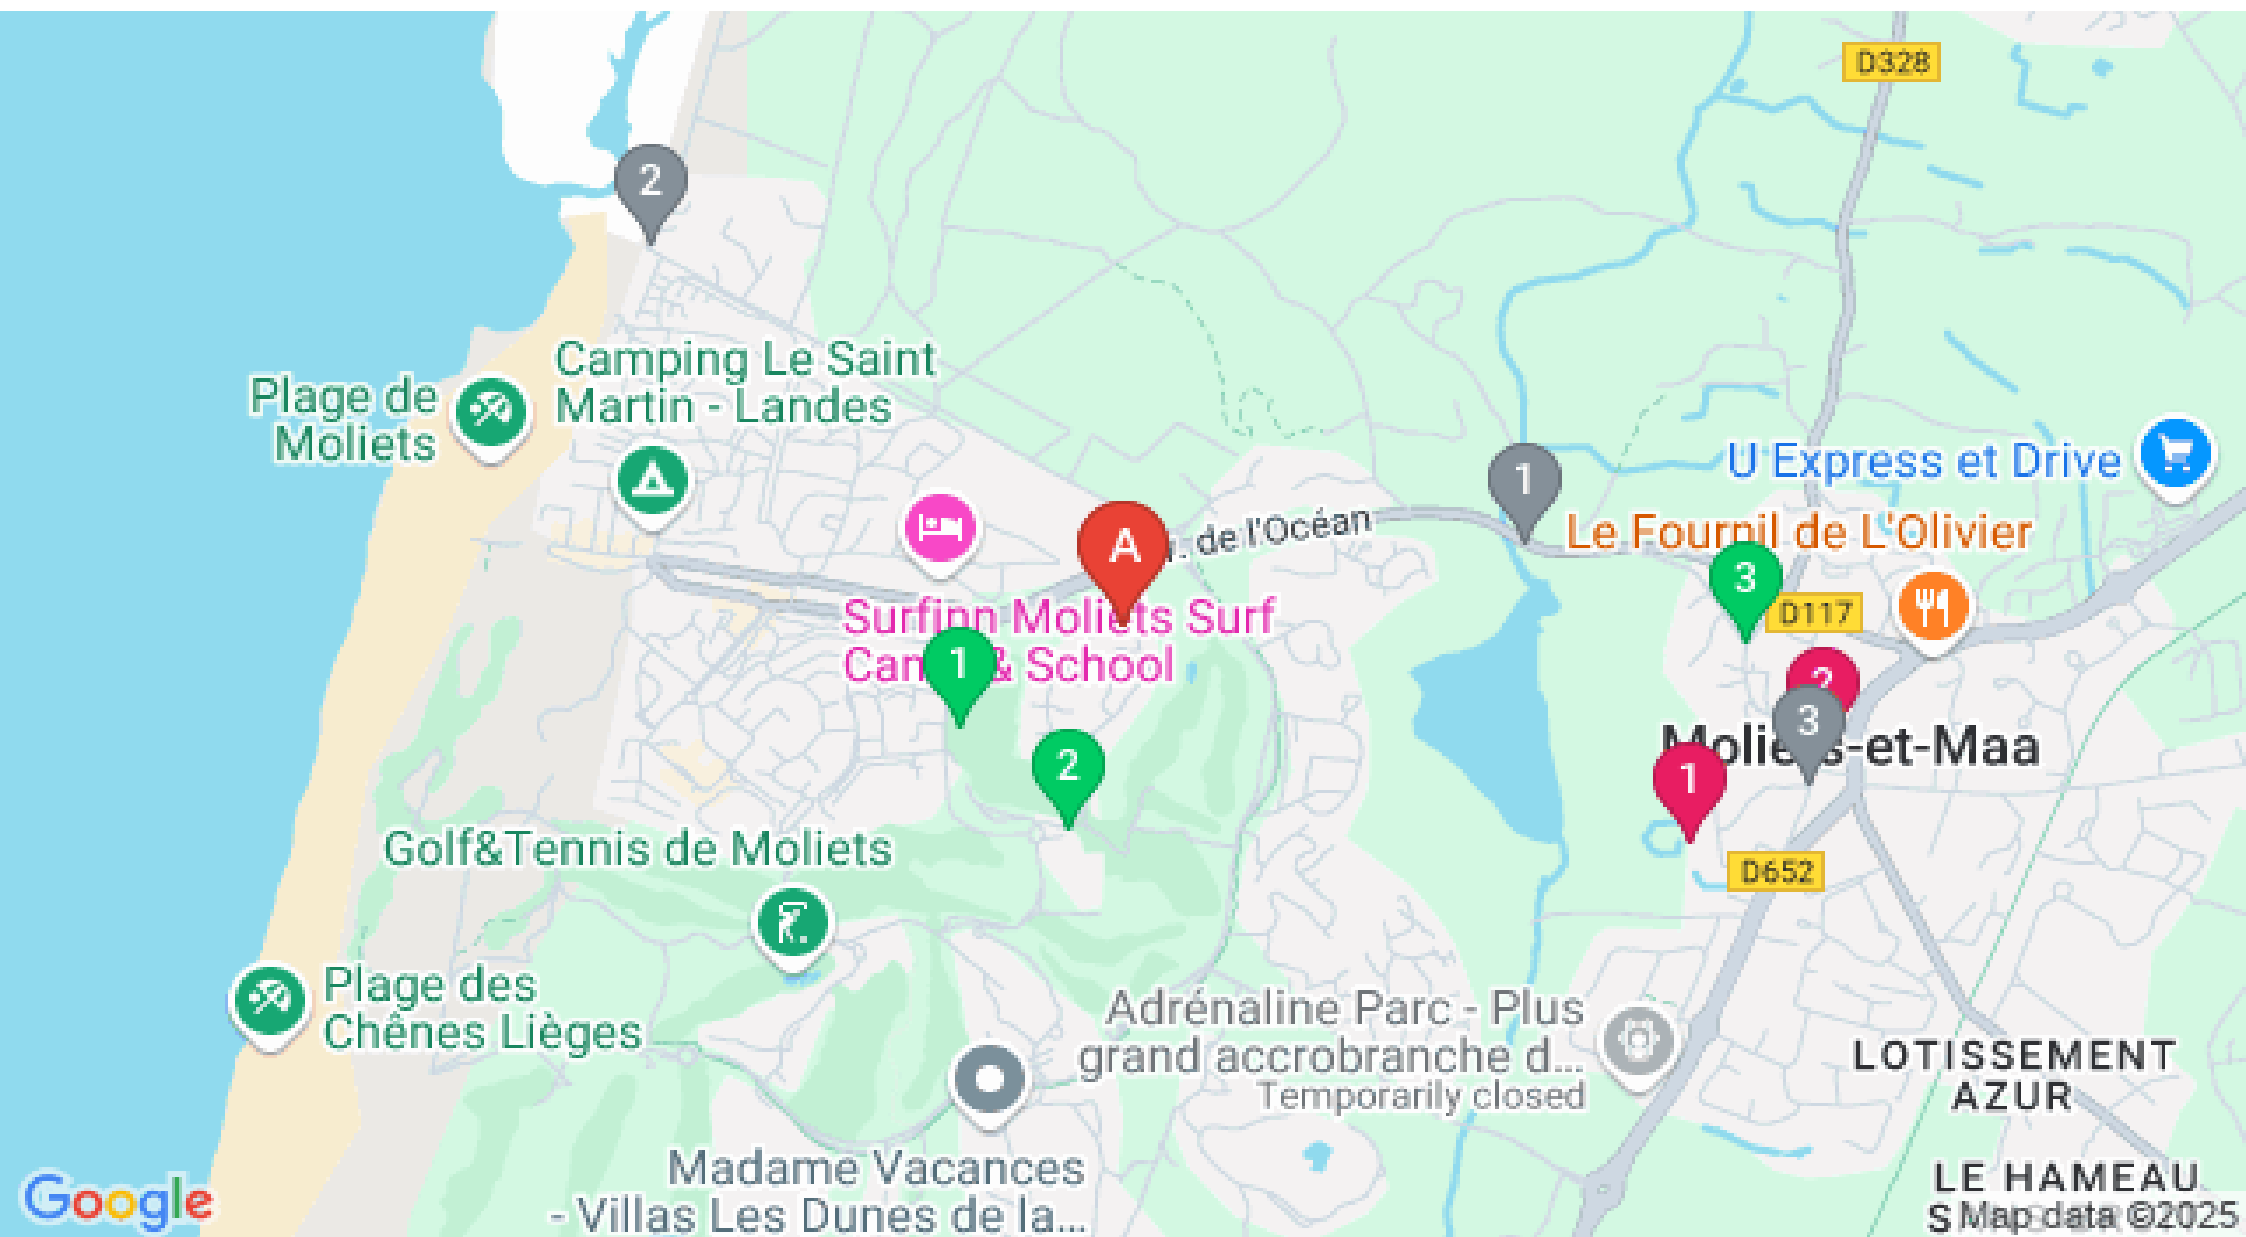 D328
2
Camping Le Saint
Martin - Landes
Plage de
Moliets
1
U Express et Drive
A
de l'Océan
Le Fournil de L'Olivier
3
D117
Surfinn Moliets Surf
& School
1
2
3
Moliets-et-Maa
2
1
Golf&Tennis de Moliets
D652
Plage des
Chênes Lièges
Adrénaline Parc - Plus
grand accrobranche d...
Temporarily closed
LOTISSEMENT
AZUR
Madame Vacances
- Villas Les Dunes de la...
LE HAMEAU
S
Google
Map data ©2025